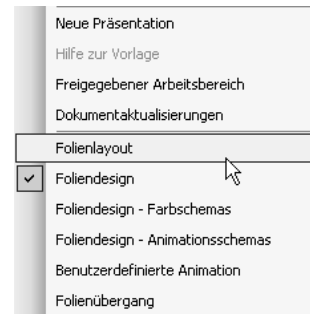 Neue Präsentation
Hilfe zur Vorlage
Freigegebener Arbeitsbereich
Dokumentaktualisierungen
Folienlayout
Foliendesign
Foliendesign - Farbschemas
Foliendesign - Animationsschemas
Benutzerdefinierte Animation
Folienübergang